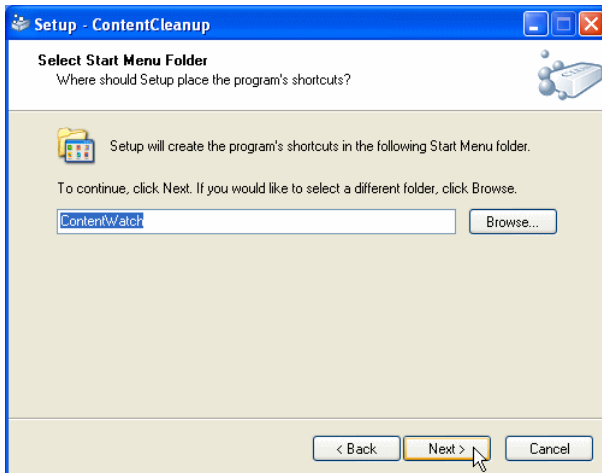 Setup - ContentCleanup
Select Start Menu Folder
Where should Setup place the program's shortcuts?
Setup will create the program's shortcuts in the following Start Menu folder.
To continue, click Next. If you would like to select a different folder, click Browse.
ContentWatch
Browse...
< Back
Next >
Cancel